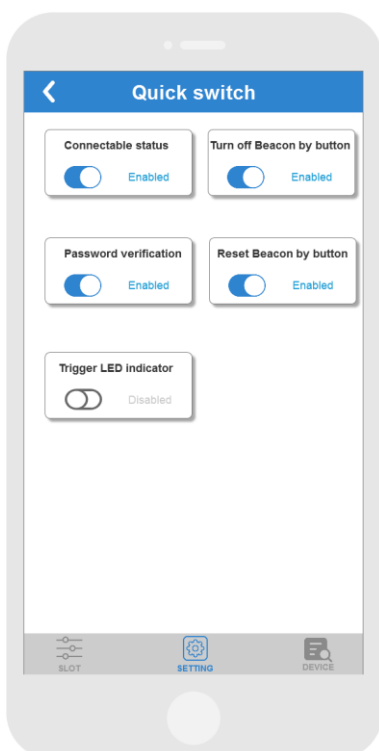 Quick switch
Connectable status
Enabled
Turn off Beacon by button
Enabled
Password verification
Enabled
Reset Beacon by button
Enabled
Trigger LED indicator
Disabled
SLOT
SETTING
DEVICE